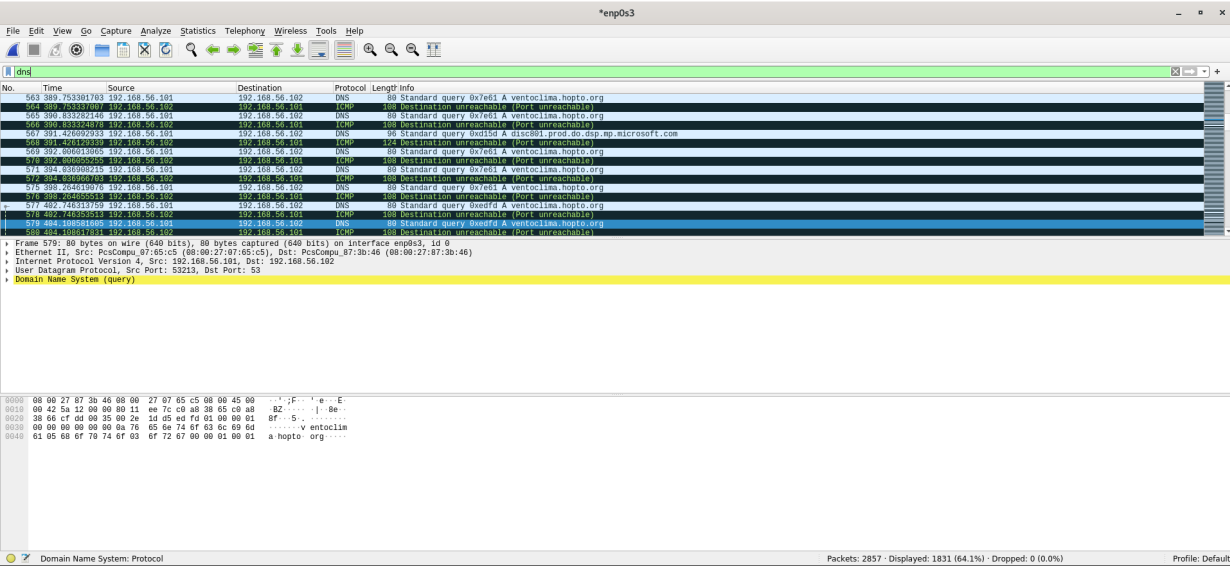 *enp0s3
File Edit View Go Capture Analyze Statistics Telephony Wireless Tools Help
dns
No. Time Source Destination Protocol Length Info
563 389.753301703 192.168.56.101 192.168.56.102 DNS 80 Standard query 0x7e61 A ventoclima.hopto.org
564 389.753337007 192.168.56.102 192.168.56.101 ICMP 108 Destination unreachable (Port unreachable)
565 390.833282146 192.168.56.101 192.168.56.102 DNS 80 Standard query 0x7e61 A ventoclima.hopto.org
566 390.833324878 192.168.56.102 192.168.56.101 ICMP 108 Destination unreachable (Port unreachable)
567 391.426092933 192.168.56.101 192.168.56.102 DNS 96 Standard query 0xd15d A disc801.prod.do.dsp.mp.microsoft.com
568 391.426129339 192.168.56.102 192.168.56.101 ICMP 124 Destination unreachable (Port unreachable)
569 392.006013065 192.168.56.101 192.168.56.102 DNS 80 Standard query 0x7e61 A ventoclima.hopto.org
570 392.006055255 192.168.56.102 192.168.56.101 ICMP 108 Destination unreachable (Port unreachable)
571 394.036908215 192.168.56.101 192.168.56.102 DNS 80 Standard query 0x7e61 A ventoclima.hopto.org
572 394.036966703 192.168.56.102 192.168.56.101 ICMP 108 Destination unreachable (Port unreachable)
575 398.264619076 192.168.56.101 192.168.56.102 DNS 80 Standard query 0x7e61 A ventoclima.hopto.org
576 398.264655513 192.168.56.102 192.168.56.101 ICMP 108 Destination unreachable (Port unreachable)
577 402.746313759 192.168.56.101 192.168.56.102 DNS 80 Standard query 0xedfd A ventoclima.hopto.org
578 402.746353513 192.168.56.102 192.168.56.101 ICMP 108 Destination unreachable (Port unreachable)
579 404.108581605 192.168.56.101 192.168.56.102 DNS 80 Standard query 0xedfd A ventoclima.hopto.org
580 404.108617831 192.168.56.102 192.168.56.101 ICMP 108 Destination unreachable (Port unreachable)
Frame 579: 80 bytes on wire (640 bits), 80 bytes captured (640 bits) on interface enp0s3, id 0
Ethernet II, Src: PcsCompu_07:65:c5 (08:00:27:07:65:c5), Dst: PcsCompu_87:3b:46 (08:00:27:87:3b:46)
Internet Protocol Version 4, Src: 192.168.56.101, Dst: 192.168.56.102
User Datagram Protocol, Src Port: 53213, Dst Port: 53
Domain Name System (query)
0000 08 00 27 87 3b 46 08 00 27 07 65 c5 08 00 45 00 ··'·;F·· '·e···E·
0010 00 42 5a 12 00 00 80 11 ee 7c c0 a8 38 65 c0 a8 ·BZ····· ·|··8e··
0020 38 66 cf dd 00 35 00 2e 1d d5 ed fd 01 00 00 01 8f···5·. ········
0030 00 00 00 00 00 00 0a 76 65 6e 74 6f 63 6c 69 6d ·······v entoclim
0040 61 05 68 6f 70 74 6f 03 6f 72 67 00 00 01 00 01 a·hopto· org·····
Domain Name System: Protocol
Packets: 2857 · Displayed: 1831 (64.1%) · Dropped: 0 (0.0%)
Profile: Default